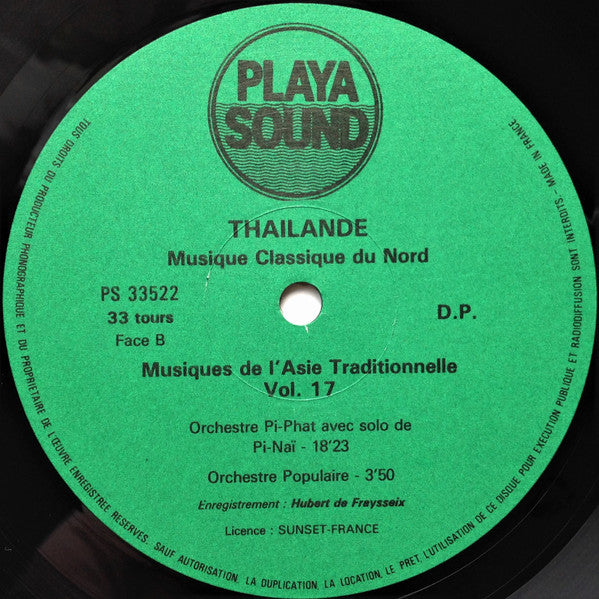 PLAYA
SOUND
THAILANDE
Musique Classique du Nord
PS 33522
33 tours
Face B
D.P.
Musiques de l'Asie Traditionnelle
Vol. 17
Orchestre Pi-Phat avec solo de
Pi-Naï - 18'23
Orchestre Populaire - 3'50
Enregistrement : Hubert de Fraysseix
Licence : SUNSET-FRANCE
TOUS DROITS DU PRODUCTEUR PHONOGRAPHIQUE ET DU PROPRIETAIRE DE L'ŒUVRE ENREGISTREE RESERVES. SAUF AUTORISATION, LA DUPLICATION, LA LOCATION, LE PRET, L'UTILISATION DE CE DISQUE POUR EXECUTION PUBLIQUE ET RADIODIFFUSION SONT INTERDITS - MADE IN FRANCE